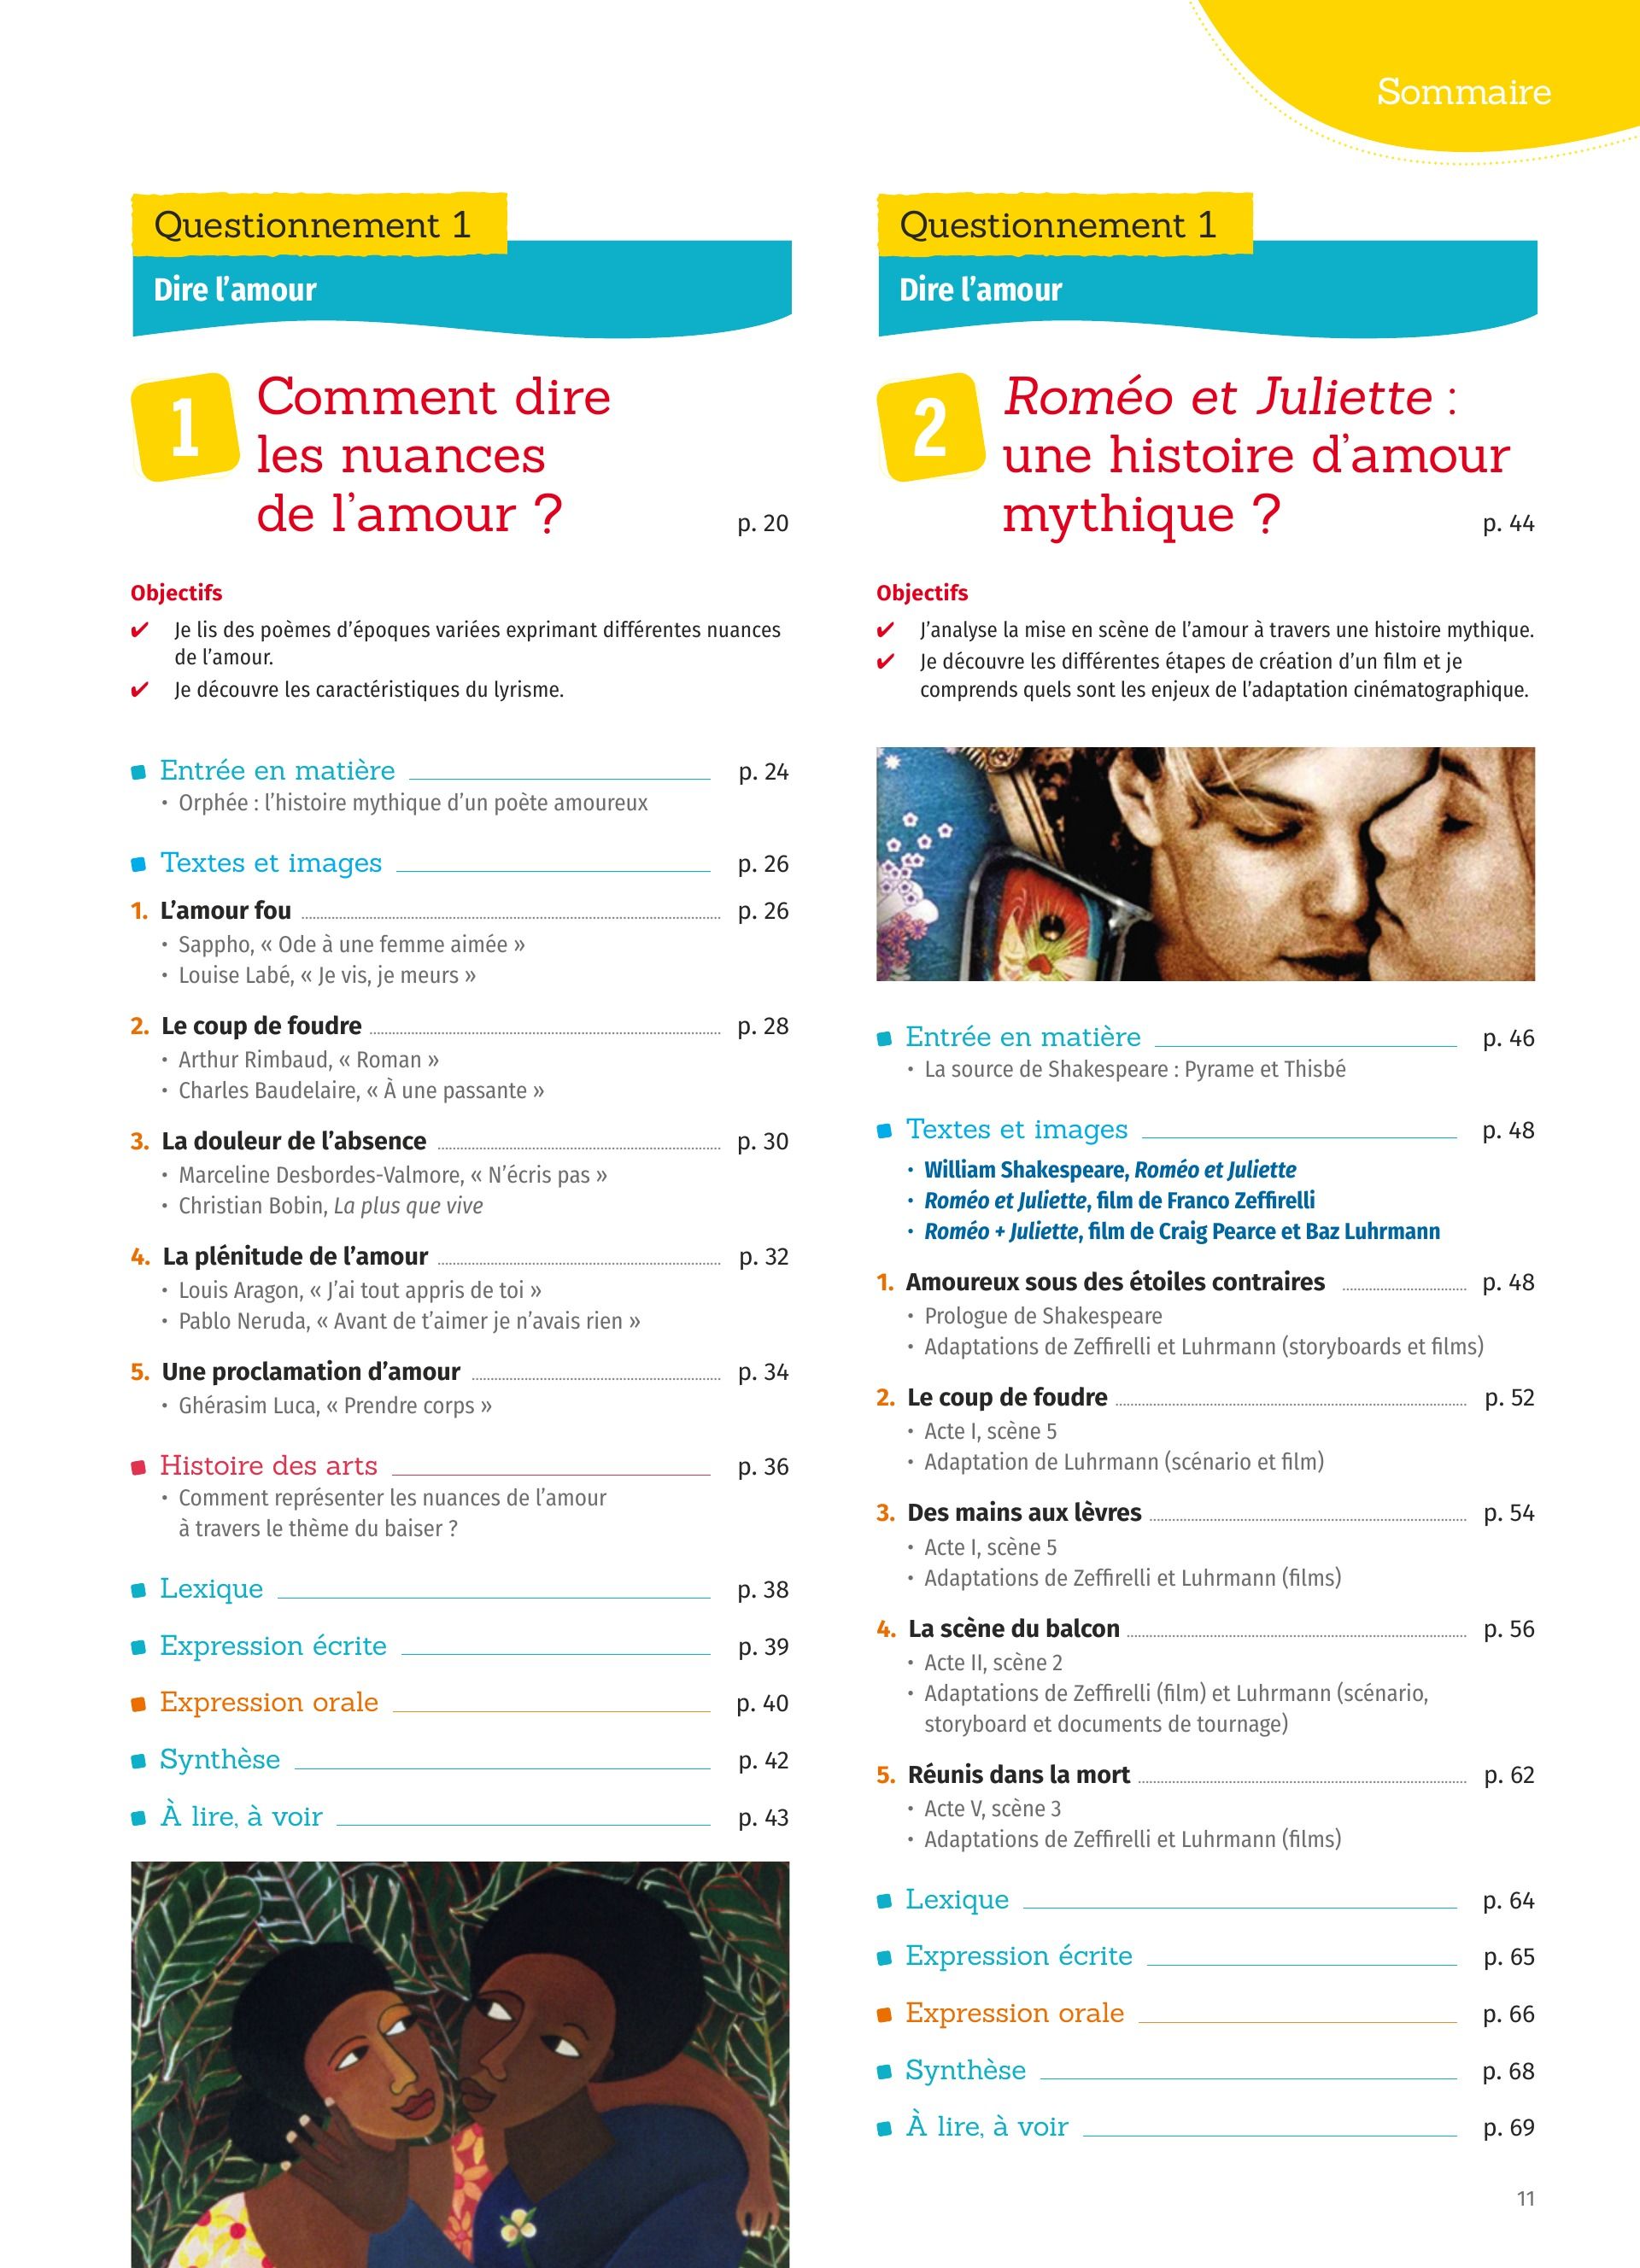 Sommaire
Questionnement 1
Dire l’amour
1
Comment dire
les nuances
de l’amour ?
p. 20
Objectifs
✔ Je lis des poèmes d’époques variées exprimant différentes nuances
de l’amour.
✔ Je découvre les caractéristiques du lyrisme.
Entrée en matière p. 24
• Orphée : l’histoire mythique d’un poète amoureux
Textes et images p. 26
1. L’amour fou p. 26
• Sappho, « Ode à une femme aimée »
• Louise Labé, « Je vis, je meurs »
2. Le coup de foudre p. 28
• Arthur Rimbaud, « Roman »
• Charles Baudelaire, « À une passante »
3. La douleur de l’absence p. 30
• Marceline Desbordes-Valmore, « N’écris pas »
• Christian Bobin, La plus que vive
4. La plénitude de l’amour p. 32
• Louis Aragon, « J’ai tout appris de toi »
• Pablo Neruda, « Avant de t’aimer je n’avais rien »
5. Une proclamation d’amour p. 34
• Ghérasim Luca, « Prendre corps »
Histoire des arts p. 36
• Comment représenter les nuances de l’amour
à travers le thème du baiser ?
Lexique p. 38
Expression écrite p. 39
Expression orale p. 40
Synthèse p. 42
À lire, à voir p. 43
Questionnement 1
Dire l’amour
2
Roméo et Juliette :
une histoire d’amour
mythique ?
p. 44
Objectifs
✔ J’analyse la mise en scène de l’amour à travers une histoire mythique.
✔ Je découvre les différentes étapes de création d’un film et je
comprends quels sont les enjeux de l’adaptation cinématographique.
Entrée en matière p. 46
• La source de Shakespeare : Pyrame et Thisbé
Textes et images p. 48
• William Shakespeare, Roméo et Juliette
• Roméo et Juliette, film de Franco Zeffirelli
• Roméo + Juliette, film de Craig Pearce et Baz Luhrmann
1. Amoureux sous des étoiles contraires p. 48
• Prologue de Shakespeare
• Adaptations de Zeffirelli et Luhrmann (storyboards et films)
2. Le coup de foudre p. 52
• Acte I, scène 5
• Adaptation de Luhrmann (scénario et film)
3. Des mains aux lèvres p. 54
• Acte I, scène 5
• Adaptations de Zeffirelli et Luhrmann (films)
4. La scène du balcon p. 56
• Acte II, scène 2
• Adaptations de Zeffirelli (film) et Luhrmann (scénario,
storyboard et documents de tournage)
5. Réunis dans la mort p. 62
• Acte V, scène 3
• Adaptations de Zeffirelli et Luhrmann (films)
Lexique p. 64
Expression écrite p. 65
Expression orale p. 66
Synthèse p. 68
À lire, à voir p. 69
11